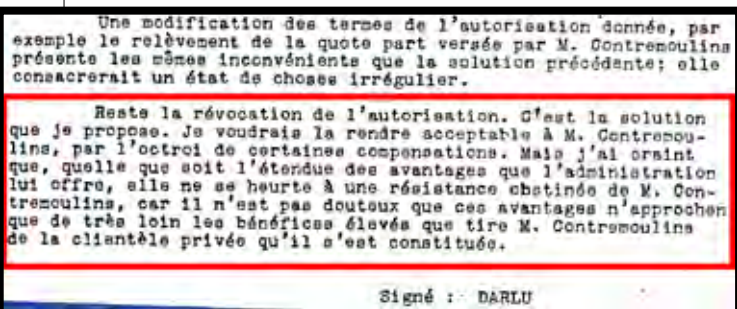 Une modification des termes de l'autorisation donnée, par
exemple le relèvement de la quote part versée par M. Contremoulins
présente les mêmes inconvénients que la solution précédente; elle
consacrerait un état de choses irrégulier.
Reste la révocation de l'autorisation. C'est la solution
que je propose. Je voudrais la rendre acceptable à M. Contremou-
lins, par l'octroi de certaines compensations. Mais j'ai craint
que, quelle que soit l'étendue des avantages que l'administration
lui offre, elle ne se heurte à une résistance obstinée de M. Con-
tremoulins, car il n'est pas douteux que ces avantages n'approchen
que de très loin les bénéfices élevés que tire M. Contremoulins
de la clientèle privée qu'il s'est constituée.
Signé : DARLU